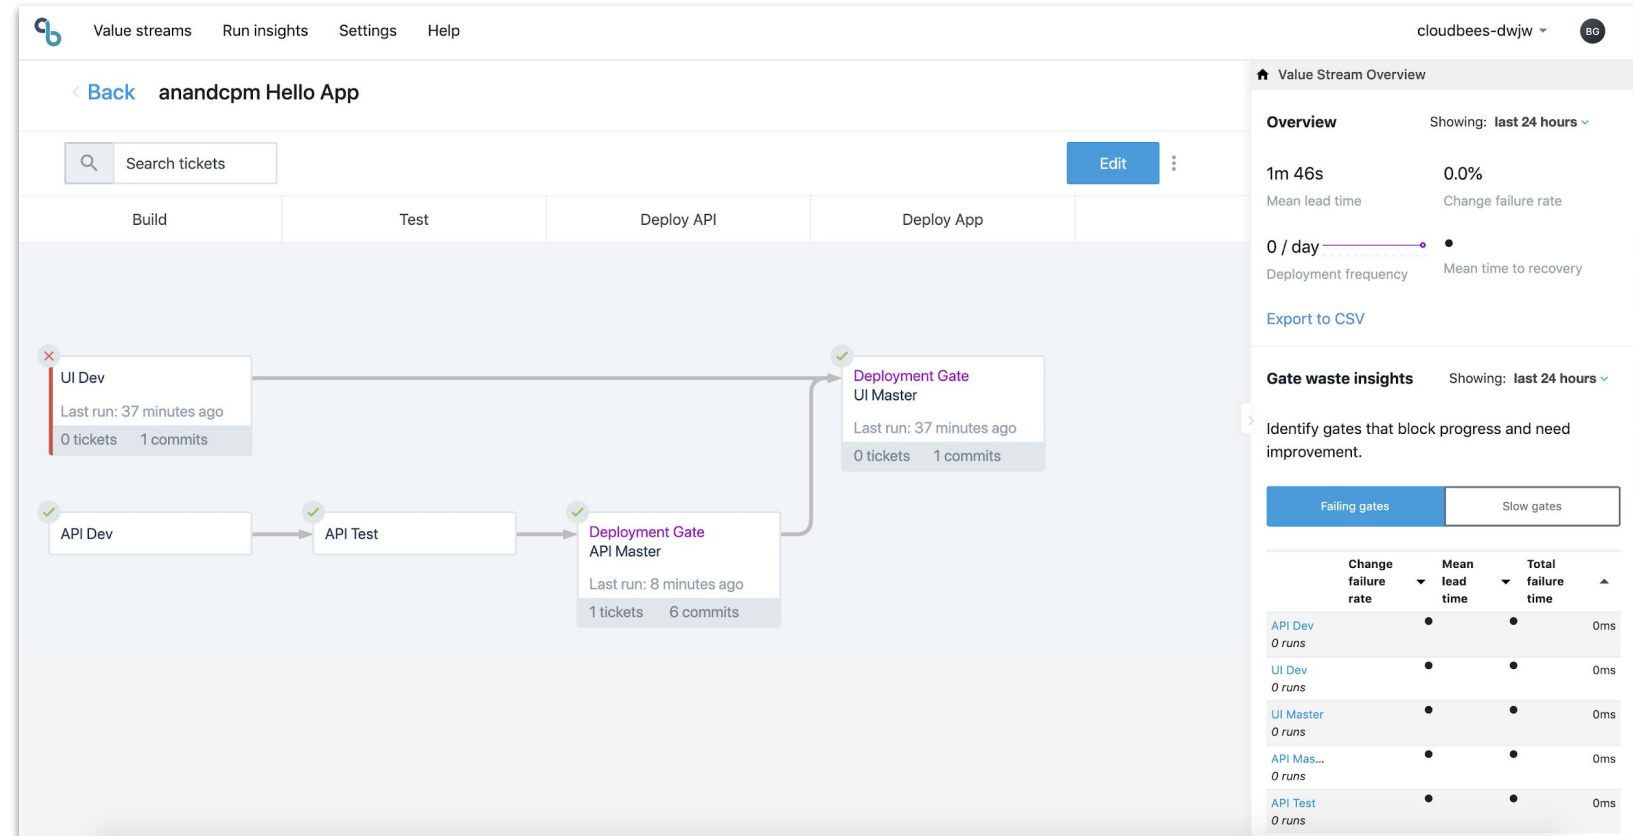 Value streams Run insights Settings Help cloudbees-dwjw BG
Back anandcpm Hello App
Search tickets Edit
Build Test Deploy API Deploy App
UI Dev
Last run: 37 minutes ago
0 tickets 1 commits
Deployment Gate
UI Master
Last run: 37 minutes ago
0 tickets 1 commits
API Dev
API Test
Deployment Gate
API Master
Last run: 8 minutes ago
1 tickets 6 commits
Value Stream Overview
Overview Showing: last 24 hours
1m 46s 0.0%
Mean lead time Change failure rate
0 / day
Deployment frequency Mean time to recovery
Export to CSV
Gate waste insights Showing: last 24 hours
Identify gates that block progress and need
improvement.
Failing gates Slow gates
Change Mean Total
failure lead failure
rate time time
API Dev 0ms
0 runs
UI Dev 0ms
0 runs
UI Master 0ms
0 runs
API Mas... 0ms
0 runs
API Test 0ms
0 runs